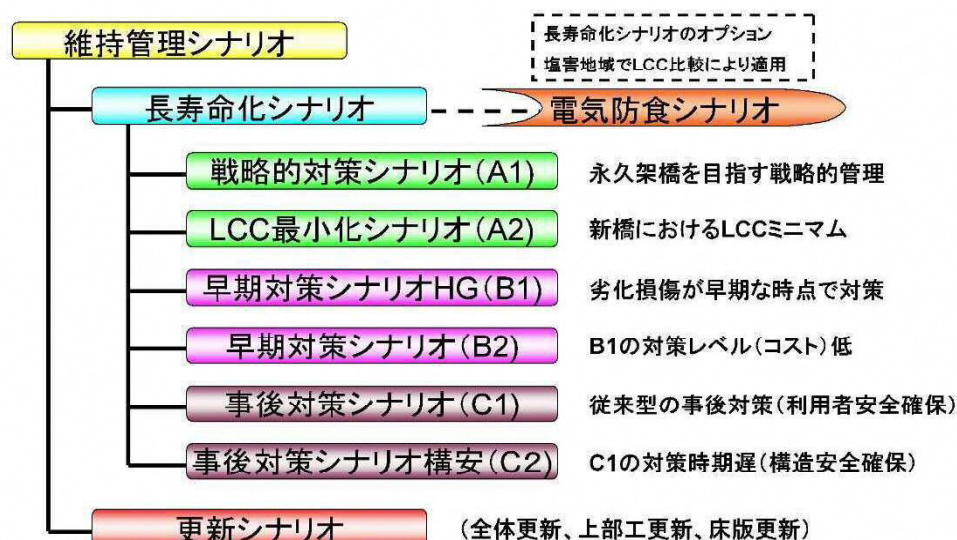 維持管理シナリオ
長寿命化シナリオのオプション
塩害地域でLCC比較により適用
長寿命化シナリオ
電気防食シナリオ
戦略的対策シナリオ(A1)
永久架橋を目指す戦略的管理
LCC最小化シナリオ(A2)
新橋におけるLCCミニマム
早期対策シナリオHG(B1)
劣化損傷が早期な時点で対策
早期対策シナリオ(B2)
B1の対策レベル(コスト)低
事後対策シナリオ(C1)
従来型の事後対策(利用者安全確保)
事後対策シナリオ構安(C2)
C1の対策時期遅(構造安全確保)
更新シナリオ
(全体更新、上部工更新、床版更新)